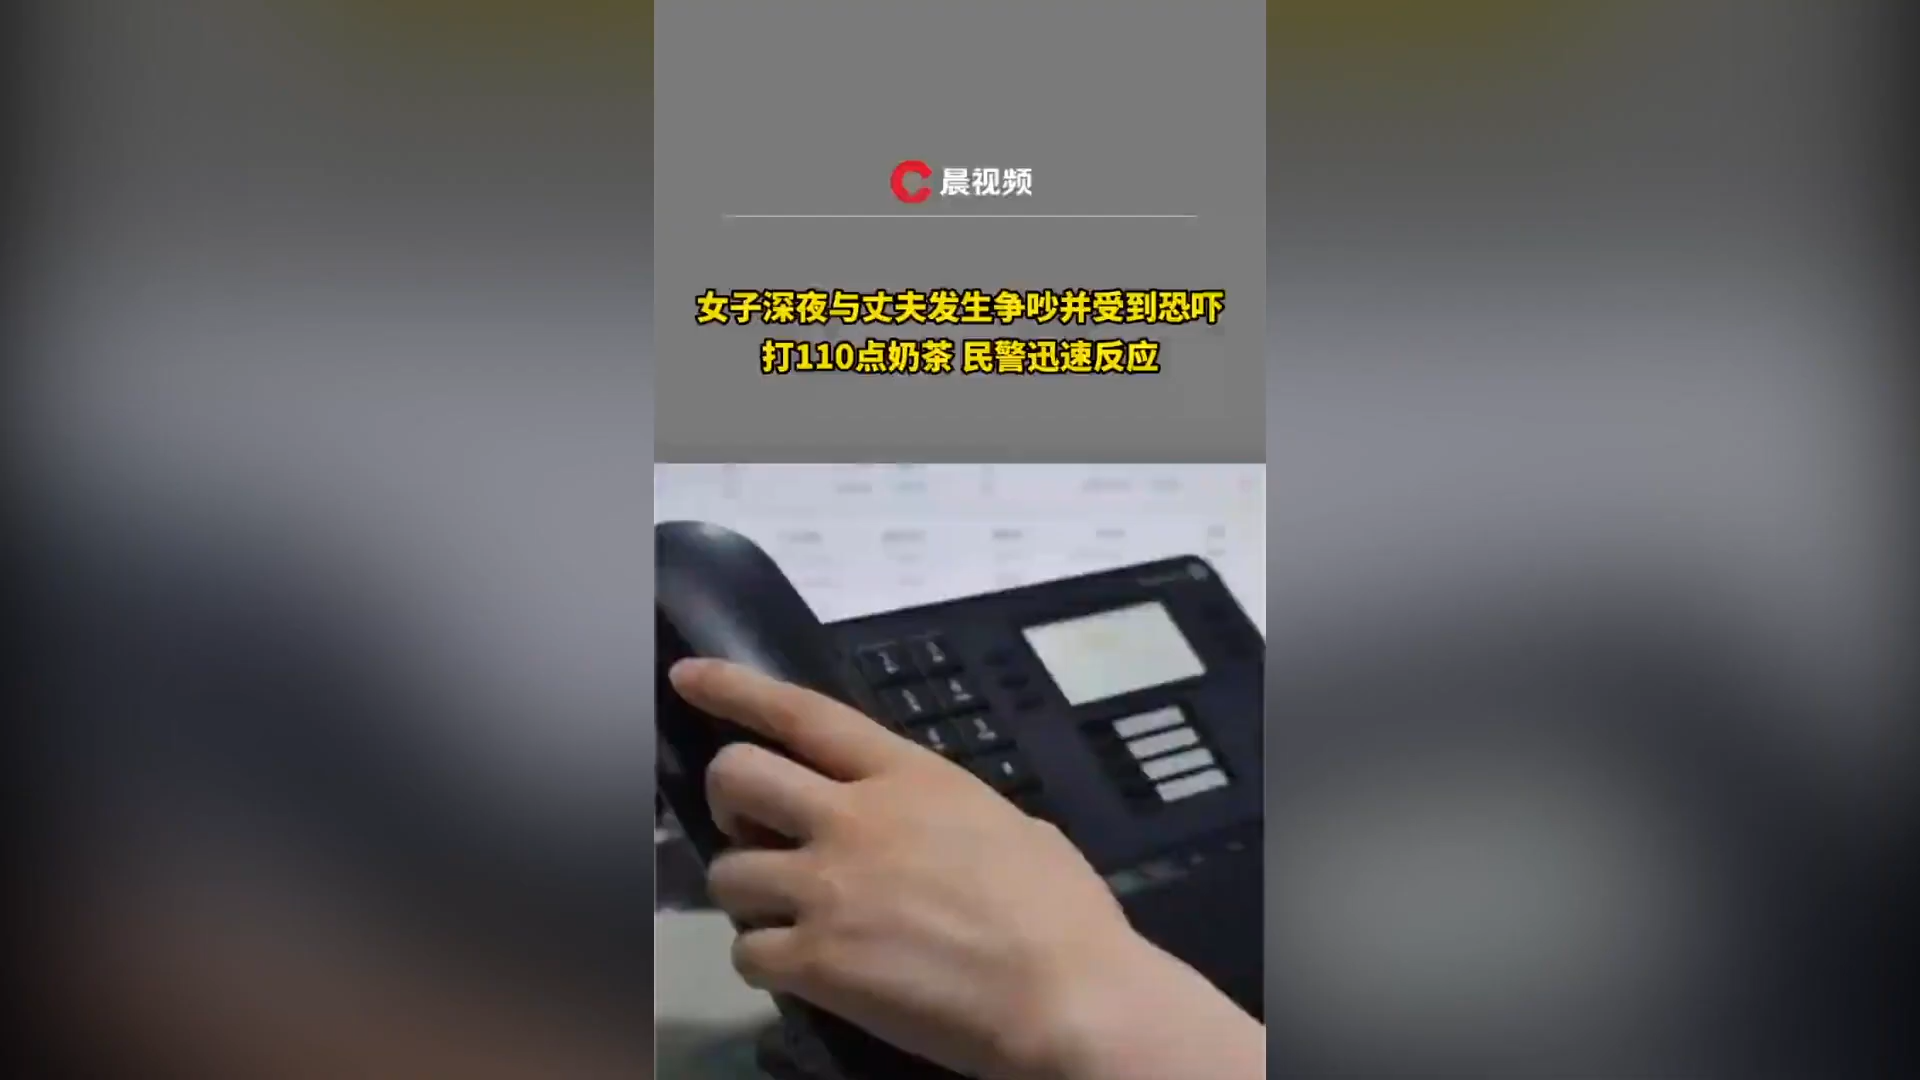 晨视频
女子深夜与丈夫发生争吵并受到恐吓
打110点奶茶 民警迅速反应